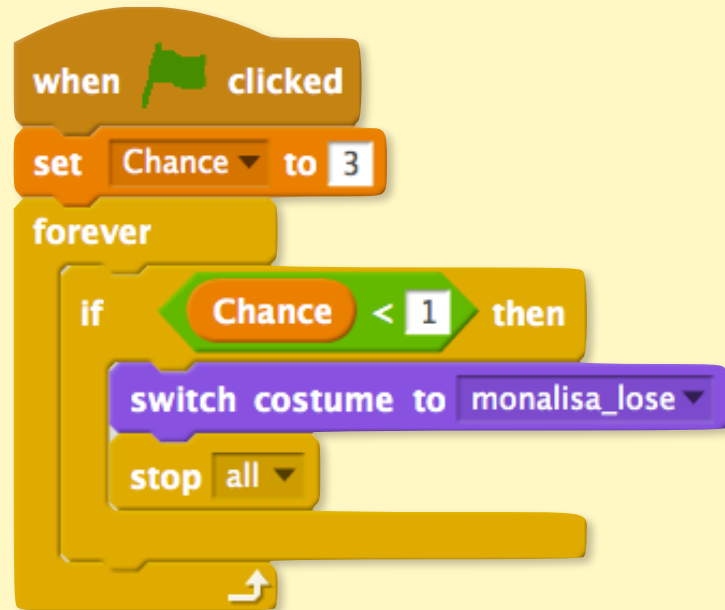 when clicked
set Chance to 3
forever
if Chance < 1 then
switch costume to monalisa_lose
stop all